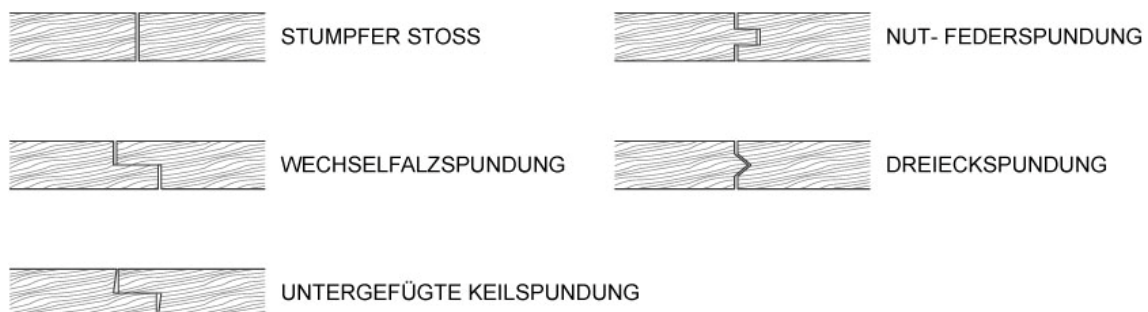 STUMPFER STOSS
NUT- FEDERSPUNDUNG
WECHSELFALZSPUNDUNG
DREIECKSPUNDUNG
UNTERGEFÜGTE KEILSPUNDUNG